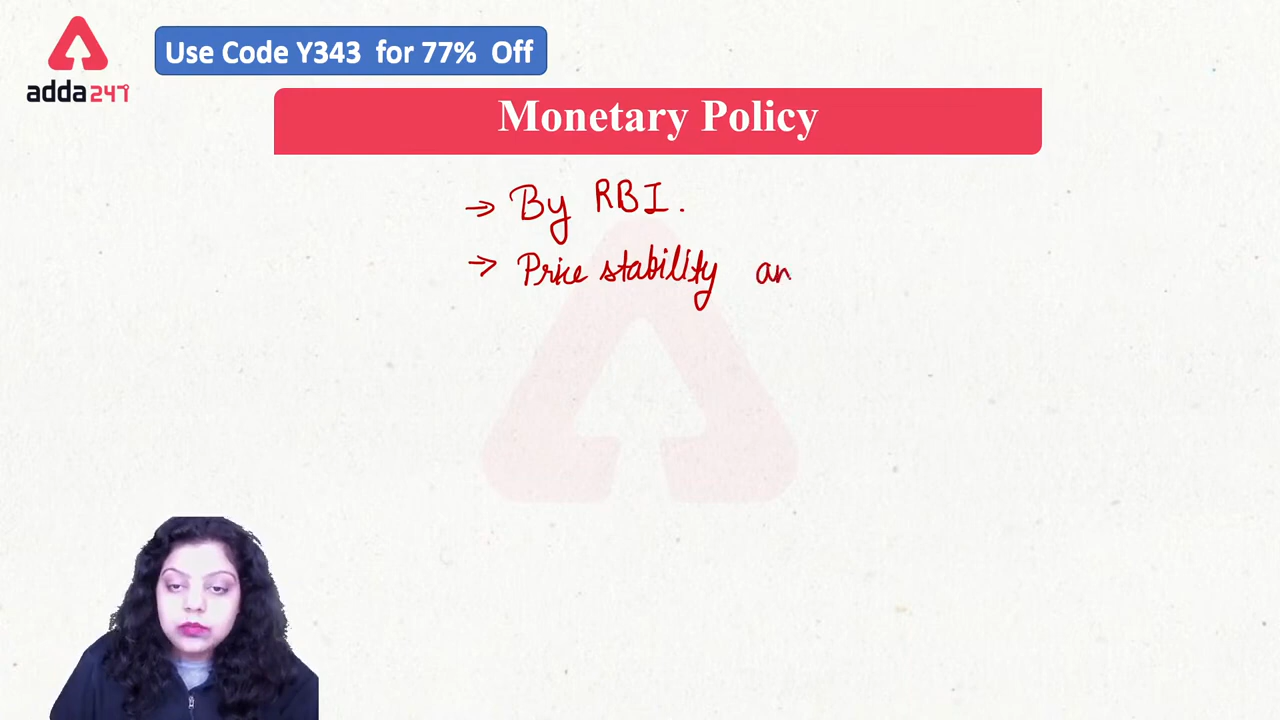 Use Code Y343 for 77% Off
adda247
Monetary Policy
→ By RBI.
→ Price stability an